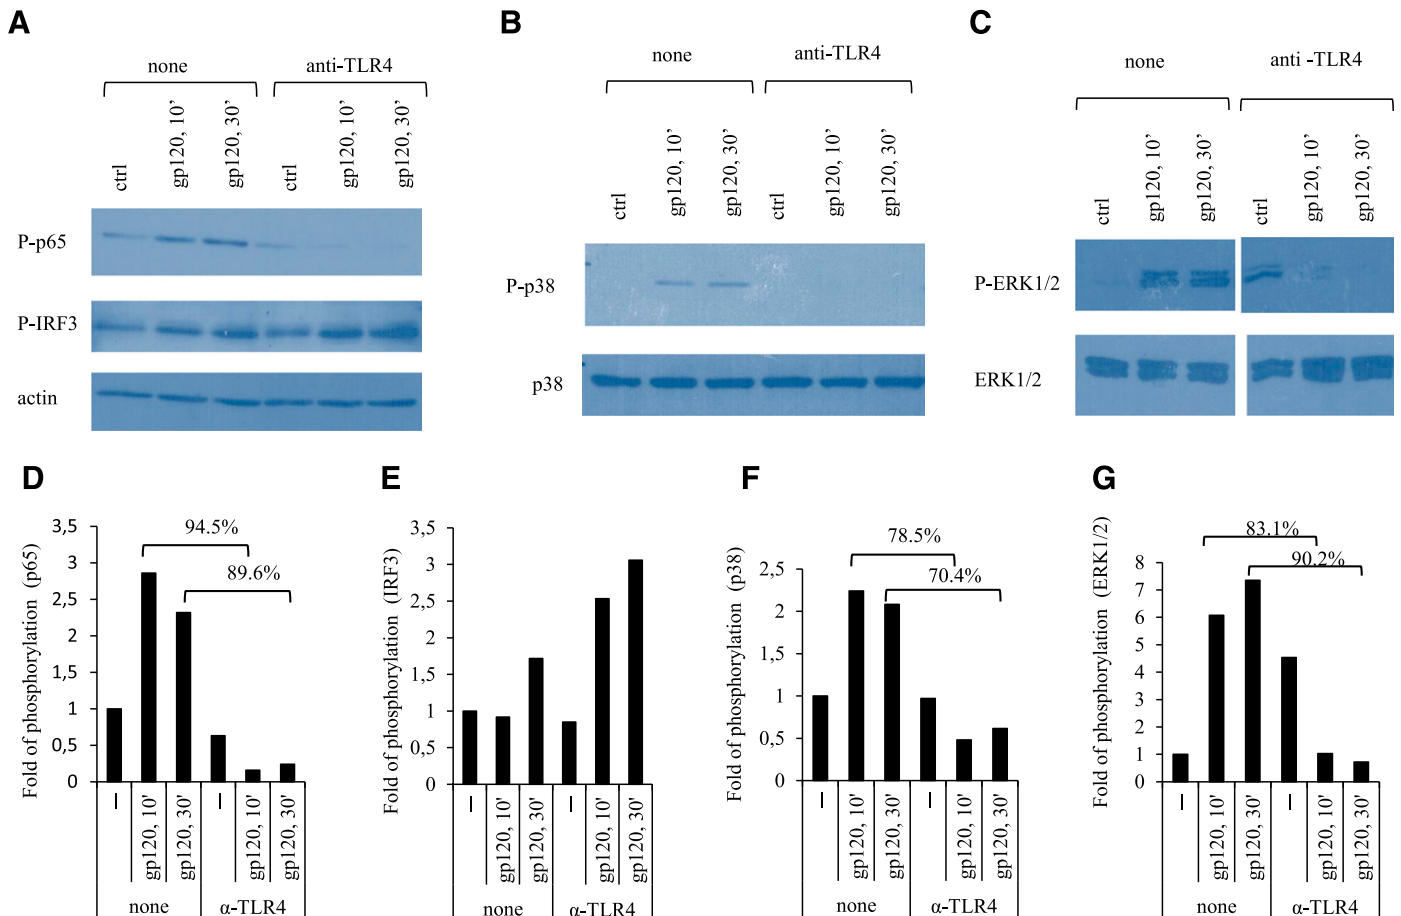 A
none
anti-TLR4
ctrl
gp120, 10’
gp120, 30’
ctrl
gp120, 10’
gp120, 30’
P-p65
P-IRF3
actin
B
none
anti-TLR4
ctrl
gp120, 10’
gp120, 30’
ctrl
gp120, 10’
gp120, 30’
P-p38
p38
C
none
anti -TLR4
ctrl
gp120, 10’
gp120, 30’
ctrl
gp120, 10’
gp120, 30’
P-ERK1/2
ERK1/2
D
Fold of phosphorylation (p65)
3,5
3
2,5
2
1,5
1
0,5
0
94.5%
89.6%
–
gp120, 10'
gp120, 30'
–
gp120, 10'
gp120, 30'
none
α-TLR4
E
Fold of phosphorylation (IRF3)
3,5
3
2,5
2
1,5
1
0,5
0
–
gp120, 10'
gp120, 30'
–
gp120, 10'
gp120, 30'
none
α-TLR4
F
Fold of phosphorylation (p38)
2,5
2
1,5
1
0,5
0
78.5%
70.4%
–
gp120, 10'
gp120, 30'
–
gp120, 10'
gp120, 30'
none
α-TLR4
G
Fold of phosphorylation (ERK1/2)
8
7
6
5
4
3
2
1
0
83.1%
90.2%
–
gp120, 10'
gp120, 30'
–
gp120, 10'
gp120, 30'
none
α-TLR4